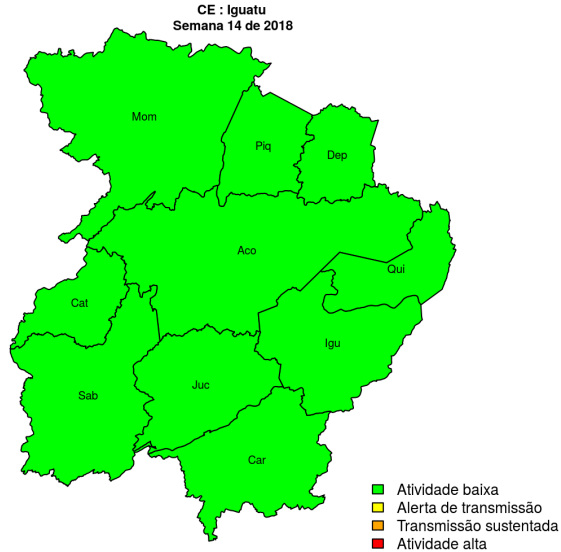 CE : Iguatu
Semana 14 de 2018
Mom
Piq
Dep
Aco
Qui
Cat
Igu
Juc
Sab
Car
Atividade baixa
Alerta de transmissão
Transmissão sustentada
Atividade alta